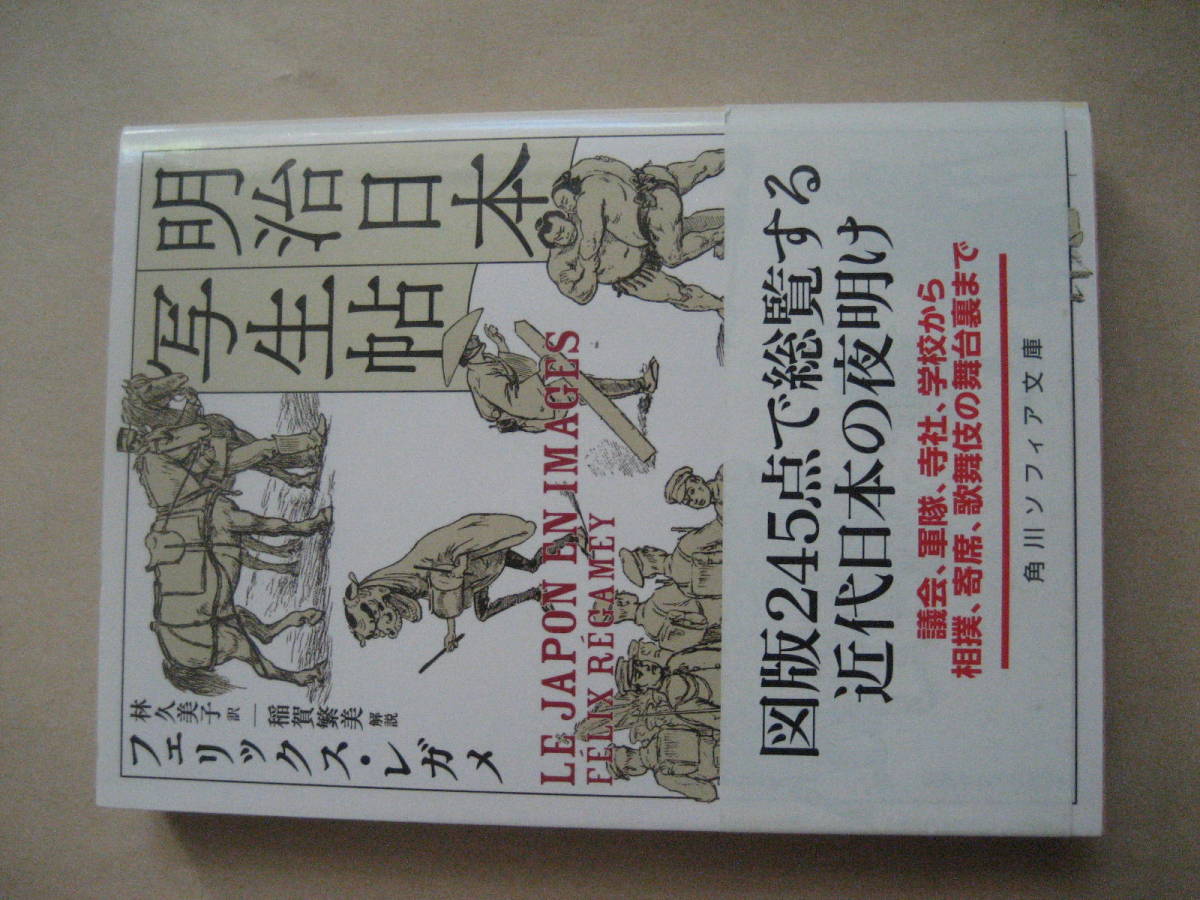 明治日本
写生帖
LE JAPON EN IMAGES
FÉLIX RÉGAMEY
フェリックス・レガメ
林 久美子 訳
稲賀繁美 解説
図版245点で総覧する
近代日本の夜明け
議会、軍隊、寺社、学校から
相撲、寄席、歌舞伎の舞台裏まで
角川ソフィア文庫